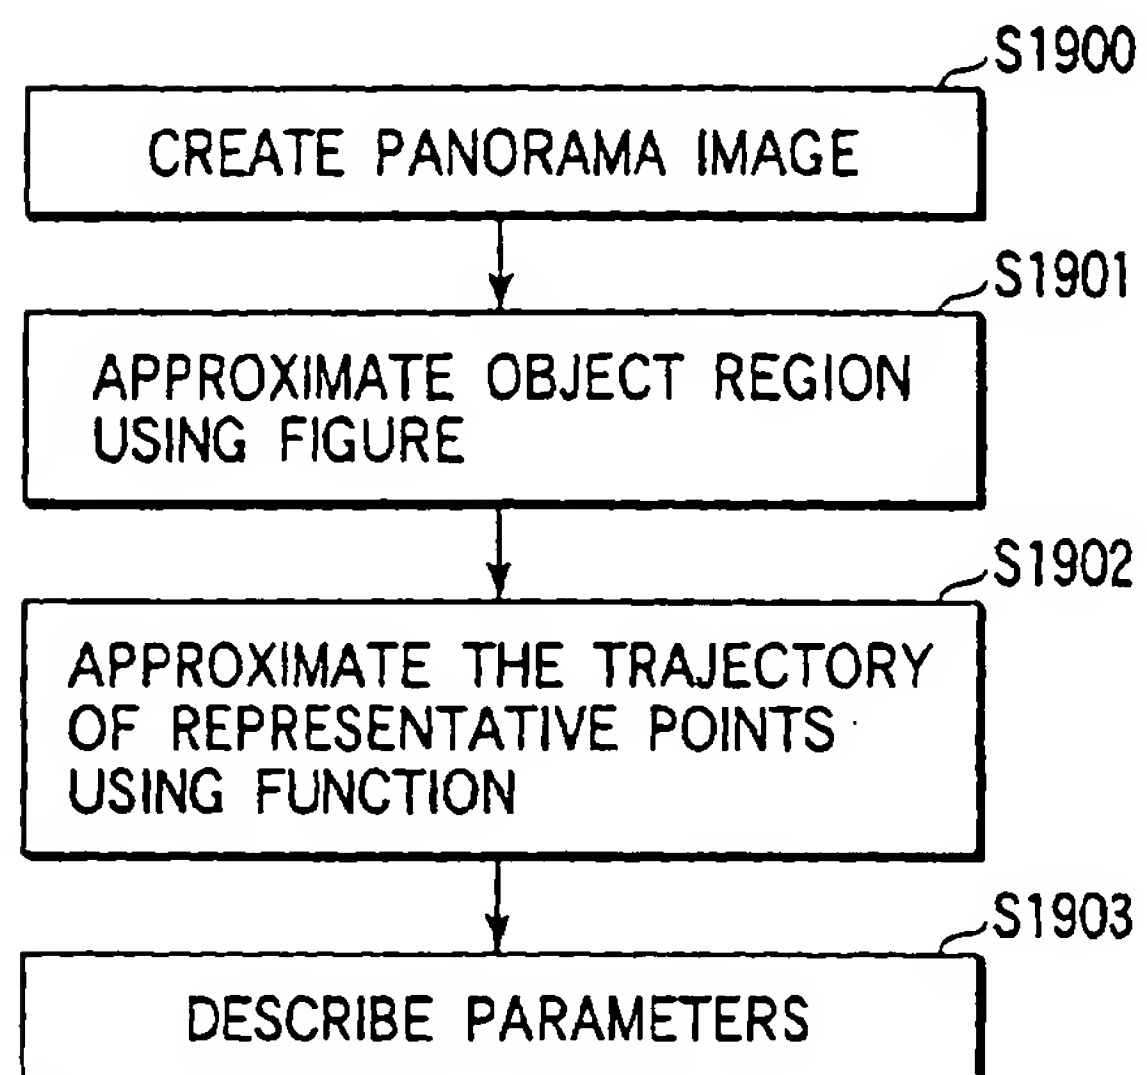 S1900
CREATE PANORAMA IMAGE
S1901
APPROXIMATE OBJECT REGION
USING FIGURE
S1902
APPROXIMATE THE TRAJECTORY
OF REPRESENTATIVE POINTS
USING FUNCTION
S1903
DESCRIBE PARAMETERS